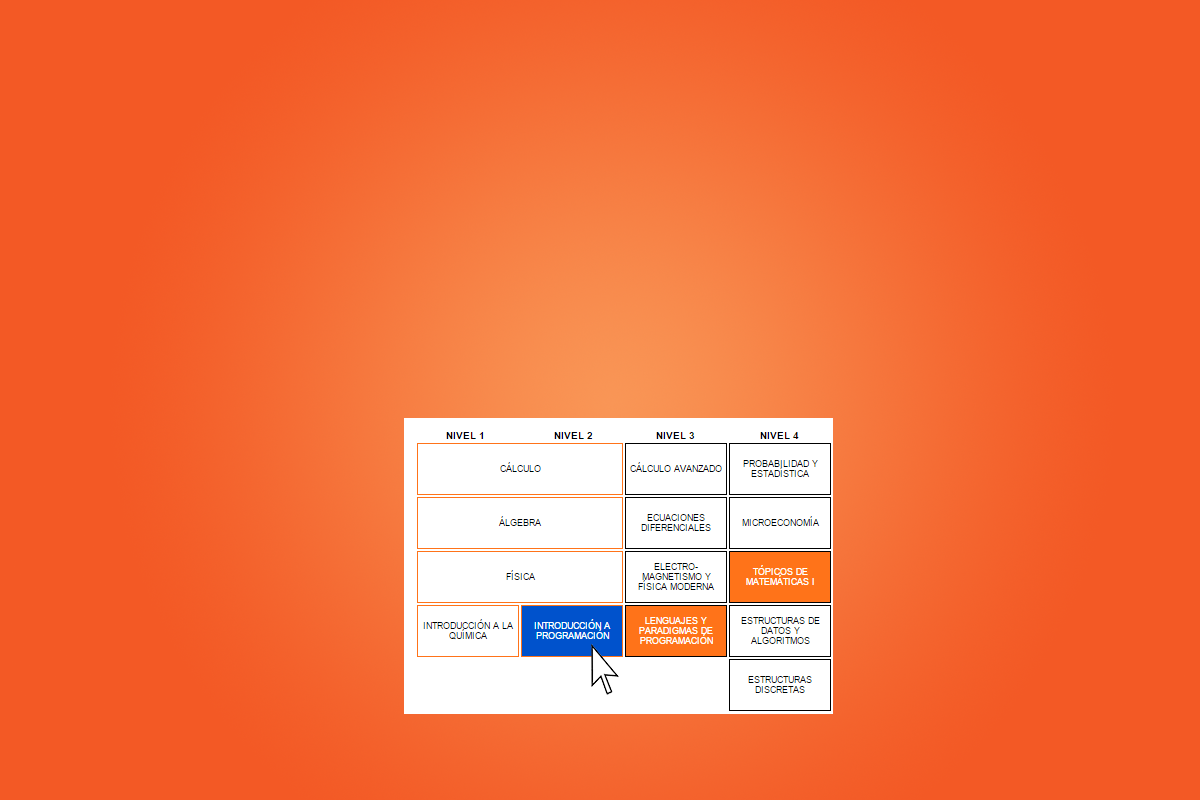 NIVEL 1
NIVEL 2
NIVEL 3
NIVEL 4
CÁLCULO
CÁLCULO AVANZADO
PROBABILIDAD Y
ESTADÍSTICA
ÁLGEBRA
ECUACIONES
DIFERENCIALES
MICROECONOMÍA
FÍSICA
ELECTRO-
MAGNETISMO Y
FÍSICA MODERNA
TÓPICOS DE
MATEMÁTICAS I
INTRODUCCIÓN A LA
QUÍMICA
INTRODUCCIÓN A
PROGRAMACIÓN
LENGUAJES Y
PARADIGMAS DE
PROGRAMACIÓN
ESTRUCTURAS DE
DATOS Y
ALGORITMOS
ESTRUCTURAS
DISCRETAS